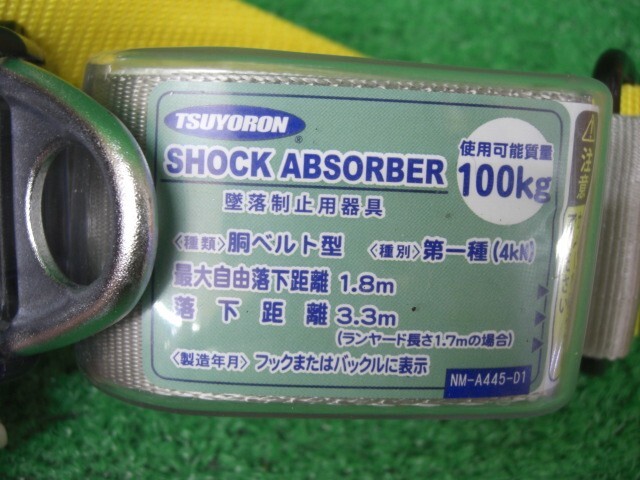 TSUYORON®
SHOCK ABSORBER
使用可能質量
100kg
墜落制止用器具
〈種類〉胴ベルト型 〈種別〉第一種(4kN)
最大自由落下距離 1.8m
落下距離 3.3m
(ランヤード長さ1.7mの場合)
〈製造年月〉フックまたはバックルに表示
NM-A445-D1
注意